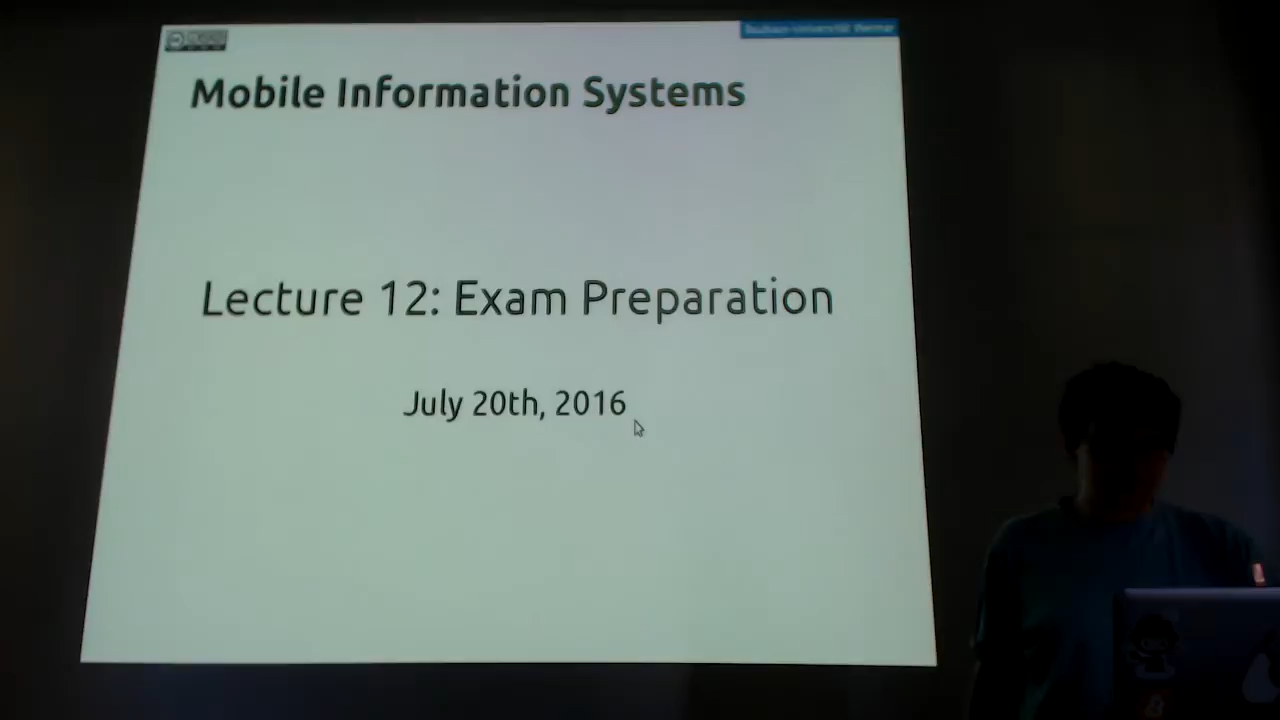 Mobile Information Systems
Lecture 12: Exam Preparation
July 20th, 2016